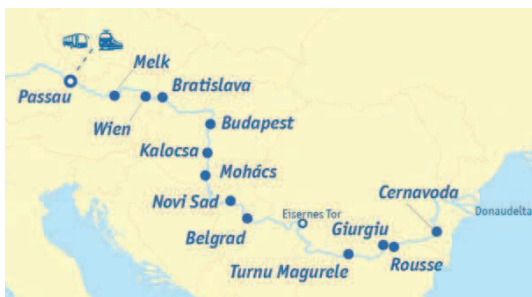 Melk
Passau
Bratislava
Wien
Budapest
Kalocsa
Mohács
Novi Sad
Cernavoda
Donaudelta
Eisernes Tor
Belgrad
Giurgiu
Turnu Magurele
Rousse